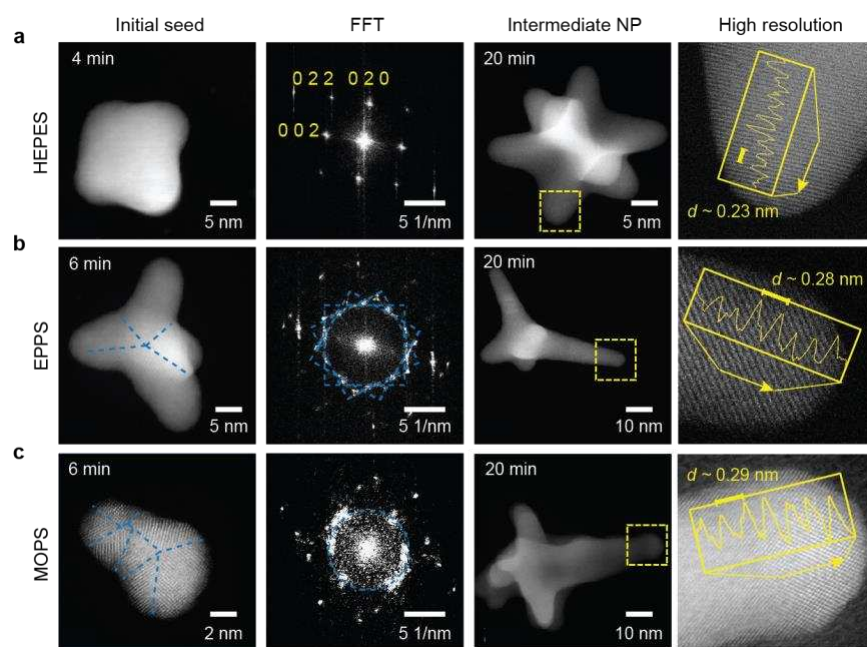 Initial seed FFT Intermediate NP High resolution
a
HEPES
4 min
5 nm
0 2 2 0 2 0
0 0 2
5 1/nm
20 min
5 nm
d ~ 0.23 nm
b
EPPS
6 min
5 nm
5 1/nm
20 min
10 nm
d ~ 0.28 nm
c
MOPS
6 min
2 nm
5 1/nm
20 min
10 nm
d ~ 0.29 nm